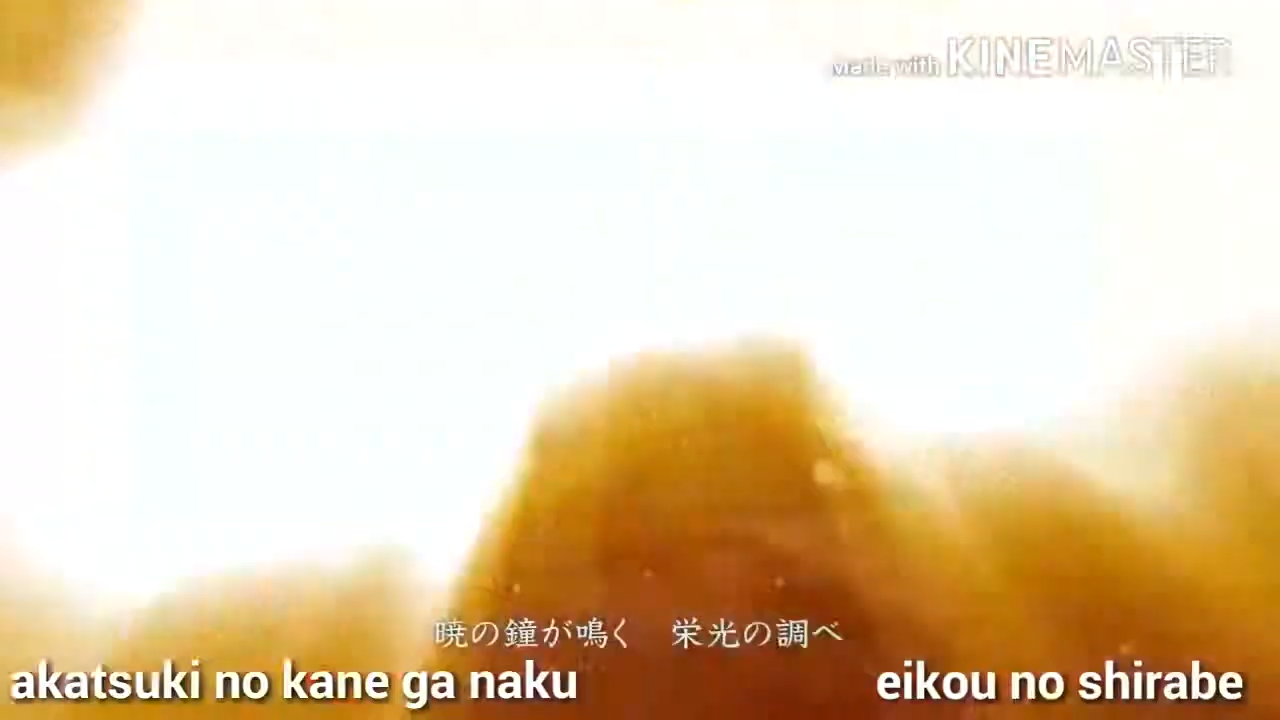 made with KINEMASTER
暁の鐘が鳴く　栄光の調べ
akatsuki no kane ga naku eikou no shirabe